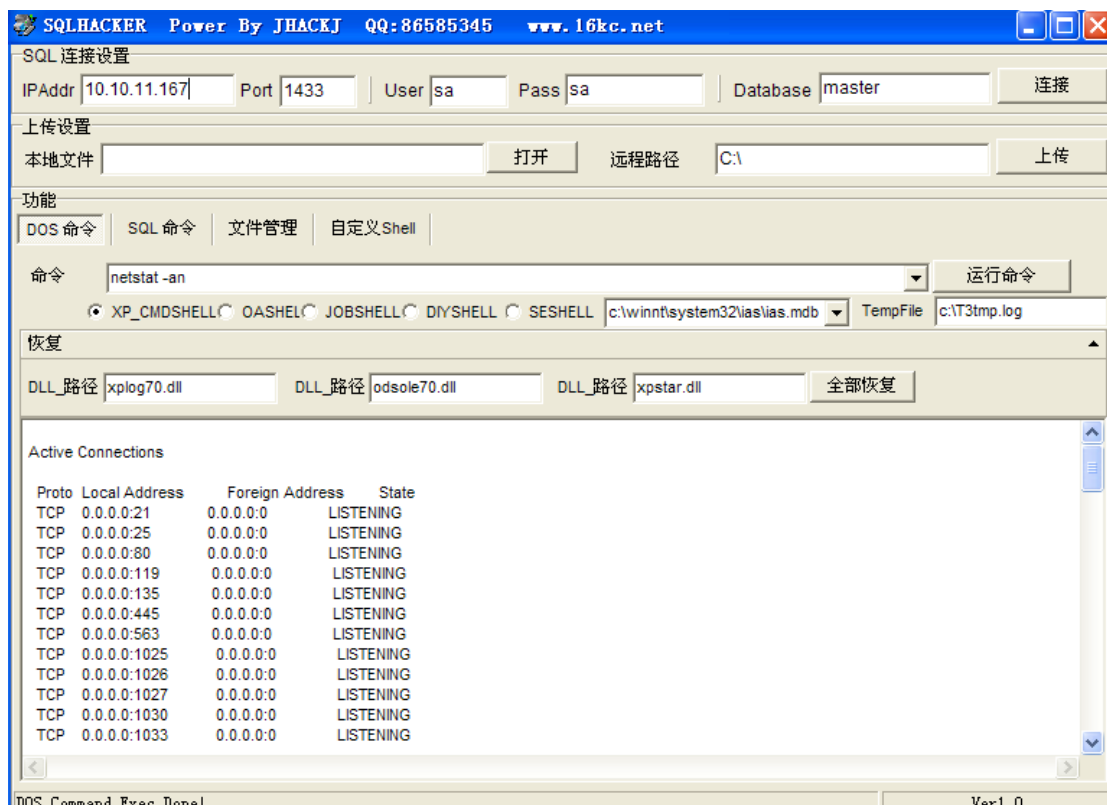 SQLHACKER Power By JHACKJ QQ:86585345 www.16kc.net
SQL 连接设置
IPAddr 10.10.11.167 Port 1433 User sa Pass sa Database master 连接
上传设置
本地文件 打开 远程路径 C:\ 上传
功能
DOS 命令 SQL 命令 文件管理 自定义Shell
命令 netstat -an 运行命令
XP_CMDSHELL OASHEL JOBSHELL DIYSHELL SESHELL c:\winnt\system32\ias\ias.mdb TempFile c:\T3tmp.log
恢复
DLL_路径 xplog70.dll DLL_路径 odsole70.dll DLL_路径 xpstar.dll 全部恢复
Active Connections
Proto Local Address Foreign Address State
TCP 0.0.0.0:21 0.0.0.0:0 LISTENING
TCP 0.0.0.0:25 0.0.0.0:0 LISTENING
TCP 0.0.0.0:80 0.0.0.0:0 LISTENING
TCP 0.0.0.0:119 0.0.0.0:0 LISTENING
TCP 0.0.0.0:135 0.0.0.0:0 LISTENING
TCP 0.0.0.0:445 0.0.0.0:0 LISTENING
TCP 0.0.0.0:563 0.0.0.0:0 LISTENING
TCP 0.0.0.0:1025 0.0.0.0:0 LISTENING
TCP 0.0.0.0:1026 0.0.0.0:0 LISTENING
TCP 0.0.0.0:1027 0.0.0.0:0 LISTENING
TCP 0.0.0.0:1030 0.0.0.0:0 LISTENING
TCP 0.0.0.0:1033 0.0.0.0:0 LISTENING
DOS Command Exec Done! Ver1.0